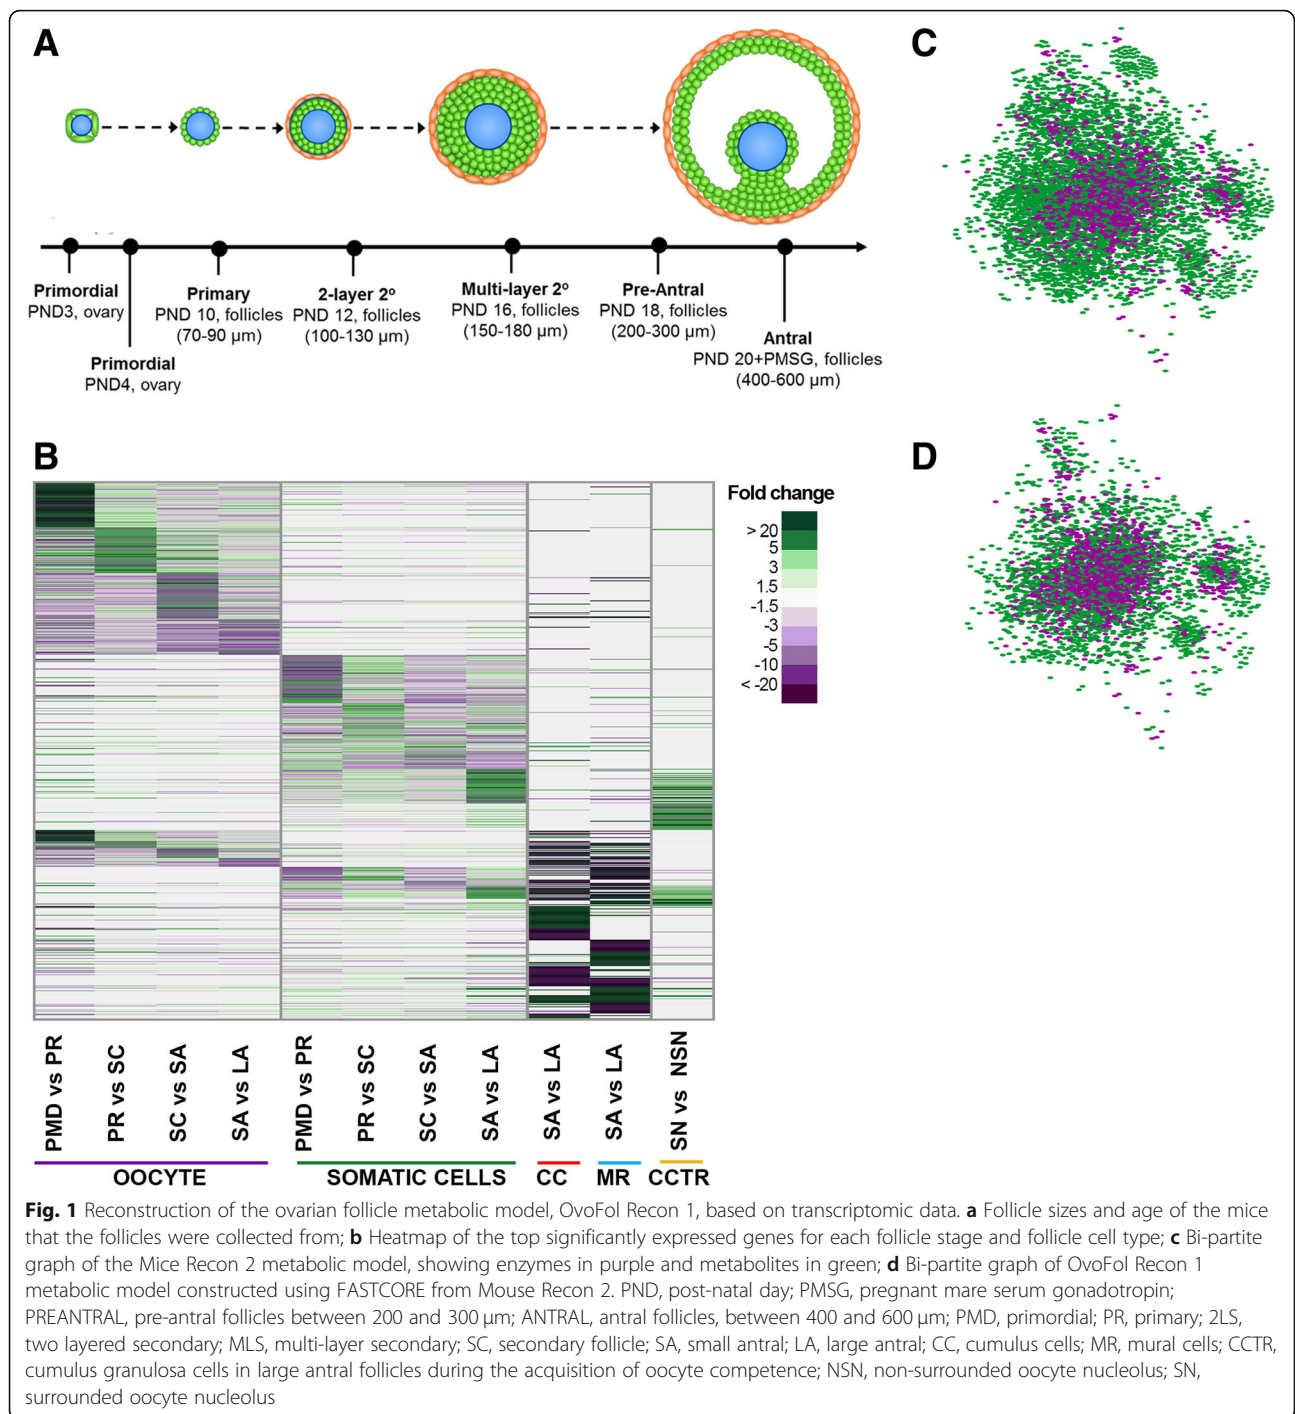 A
C
Primordial
PND3, ovary
Primordial
PND4, ovary
Primary
PND 10, follicles
(70-90 µm)
2-layer 2º
PND 12, follicles
(100-130 µm)
Multi-layer 2º
PND 16, follicles
(150-180 µm)
Pre-Antral
PND 18, follicles
(200-300 µm)
Antral
PND 20+PMSG, follicles
(400-600 µm)
B
D
Fold change
> 20
5
3
1.5
-1.5
-3
-5
-10
< -20
PMD vs PR
PR vs SC
SC vs SA
SA vs LA
PMD vs PR
PR vs SC
SC vs SA
SA vs LA
SA vs LA
SA vs LA
SN vs NSN
OOCYTE
SOMATIC CELLS
CC
MR
CCTR
Fig. 1 Reconstruction of the ovarian follicle metabolic model, OvoFol Recon 1, based on transcriptomic data. a Follicle sizes and age of the mice
that the follicles were collected from; b Heatmap of the top significantly expressed genes for each follicle stage and follicle cell type; c Bi-partite
graph of the Mice Recon 2 metabolic model, showing enzymes in purple and metabolites in green; d Bi-partite graph of OvoFol Recon 1
metabolic model constructed using FASTCORE from Mouse Recon 2. PND, post-natal day; PMSG, pregnant mare serum gonadotropin;
PREANTRAL, pre-antral follicles between 200 and 300 µm; ANTRAL, antral follicles, between 400 and 600 µm; PMD, primordial; PR, primary; 2LS,
two layered secondary; MLS, multi-layer secondary; SC, secondary follicle; SA, small antral; LA, large antral; CC, cumulus cells; MR, mural cells; CCTR,
cumulus granulosa cells in large antral follicles during the acquisition of oocyte competence; NSN, non-surrounded oocyte nucleolus; SN,
surrounded oocyte nucleolus